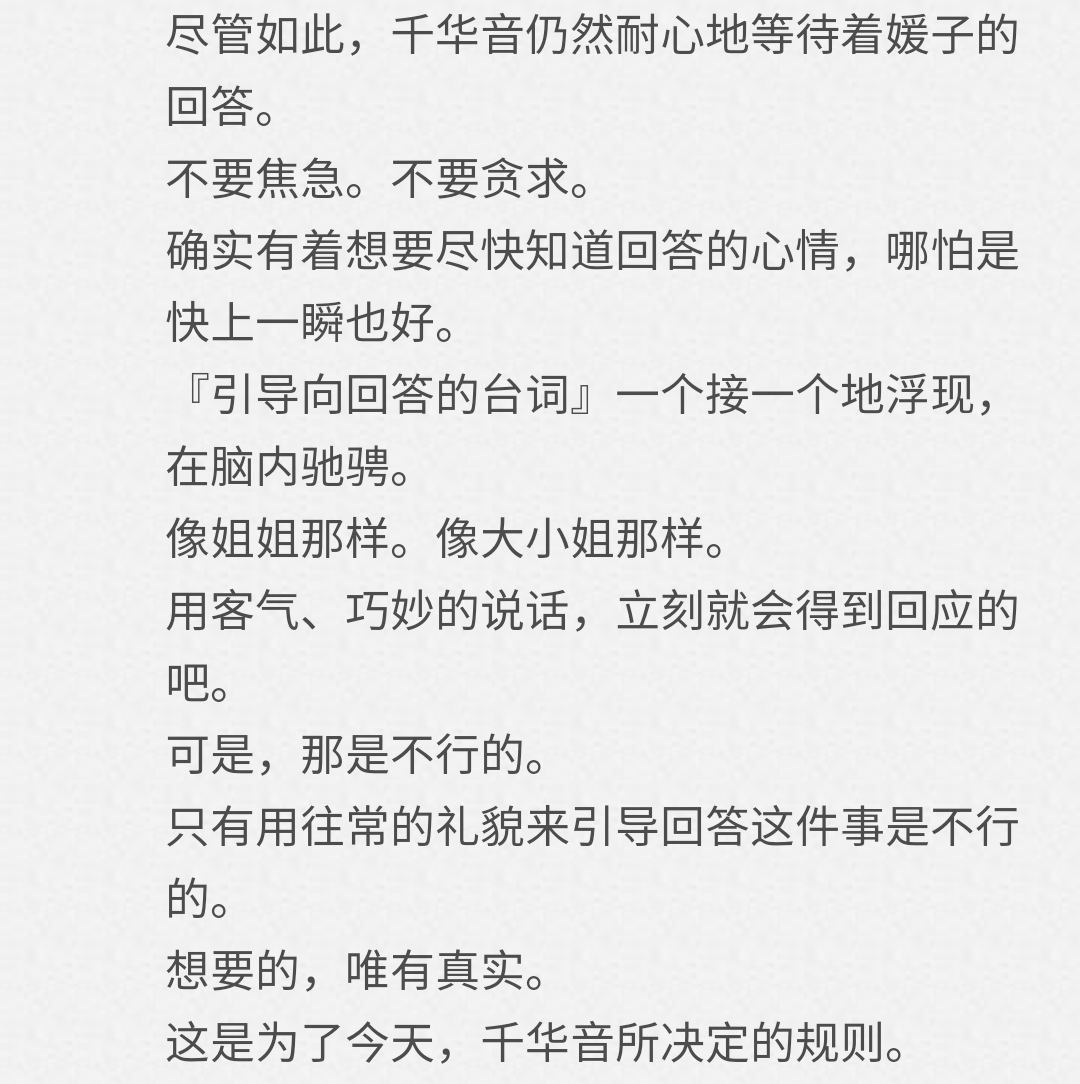 尽管如此，千华音仍然耐心地等待着媛子的
回答。
不要焦急。不要贪求。
确实有着想要尽快知道回答的心情，哪怕是
快上一瞬也好。
『引导向回答的台词』一个接一个地浮现，
在脑内驰骋。
像姐姐那样。像大小姐那样。
用客气、巧妙的说话，立刻就会得到回应的
吧。
可是，那是不行的。
只有用往常的礼貌来引导回答这件事是不行
的。
想要的，唯有真实。
这是为了今天，千华音所决定的规则。